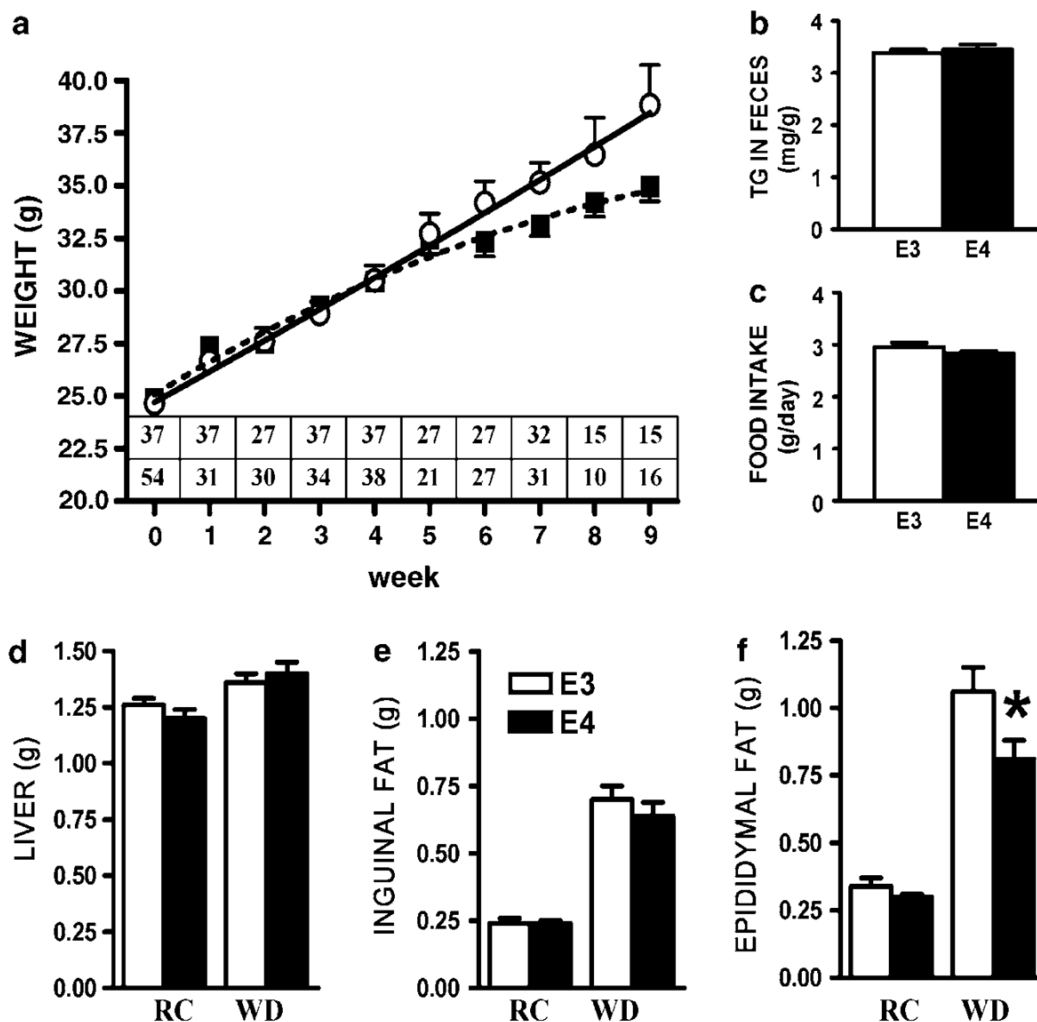 a
WEIGHT (g)
40.0
37.5
35.0
32.5
30.0
27.5
25.0
22.5
20.0
37 37 27 37 37 27 27 32 15 15
54 31 30 34 38 21 27 31 10 16
0 1 2 3 4 5 6 7 8 9
week
b
TG IN FECES
(mg/g)
4
3
2
1
0
E3 E4
c
FOOD INTAKE
(g/day)
4
3
2
1
0
E3 E4
d
LIVER (g)
1.50
1.25
1.00
0.75
0.50
0.25
0.00
RC WD
e
INGUINAL FAT (g)
1.25
1.00
0.75
0.50
0.25
0.00
E3
E4
RC WD
f
EPIDIDYMAL FAT (g)
1.25
1.00
0.75
0.50
0.25
0.00
*
RC WD